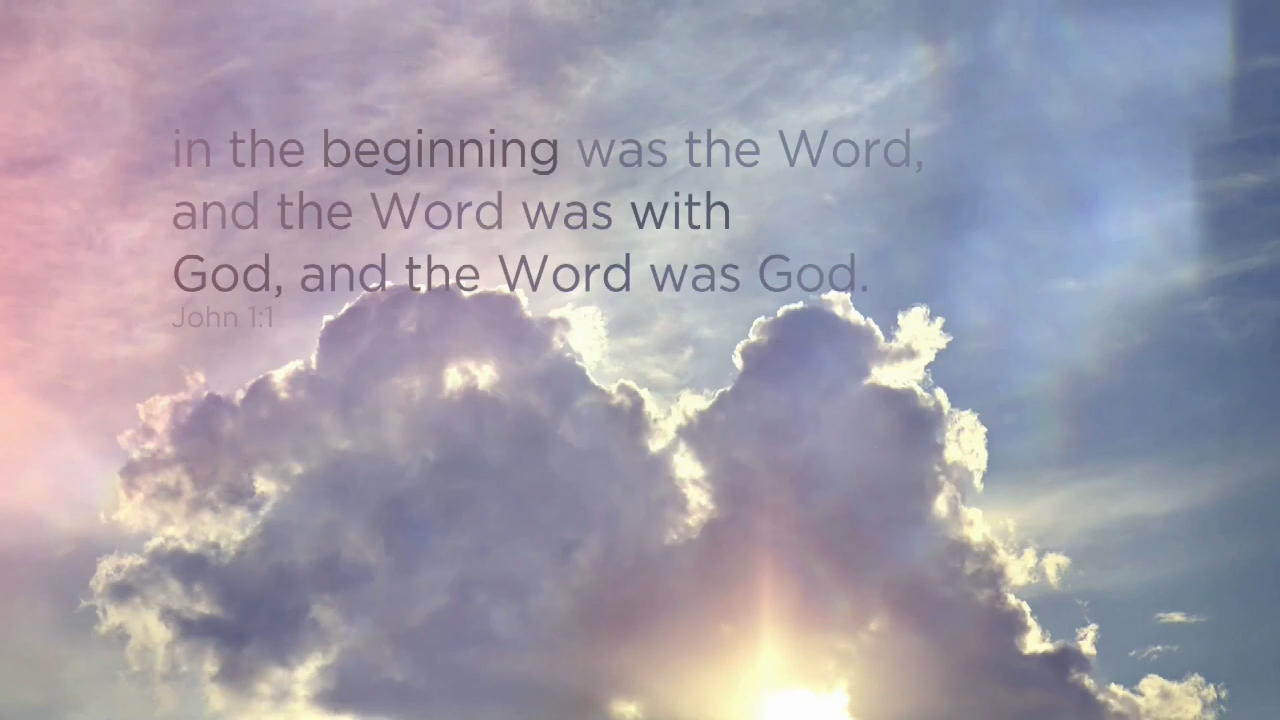 in the beginning was the Word,
and the Word was with
God, and the Word was God.
John 1:1